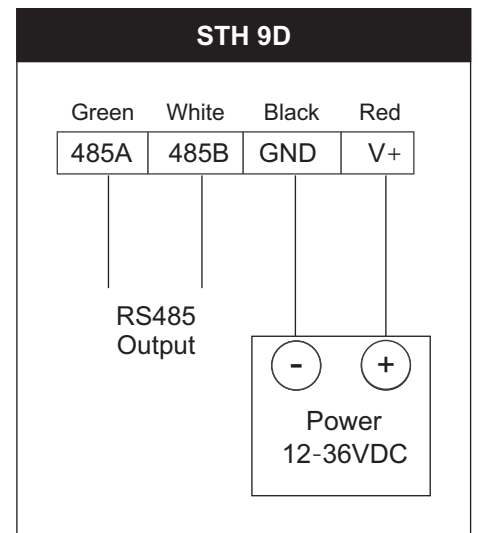 STH 9D
Green White Black Red
485A 485B GND V+
RS485
Output
- +
Power
12-36VDC